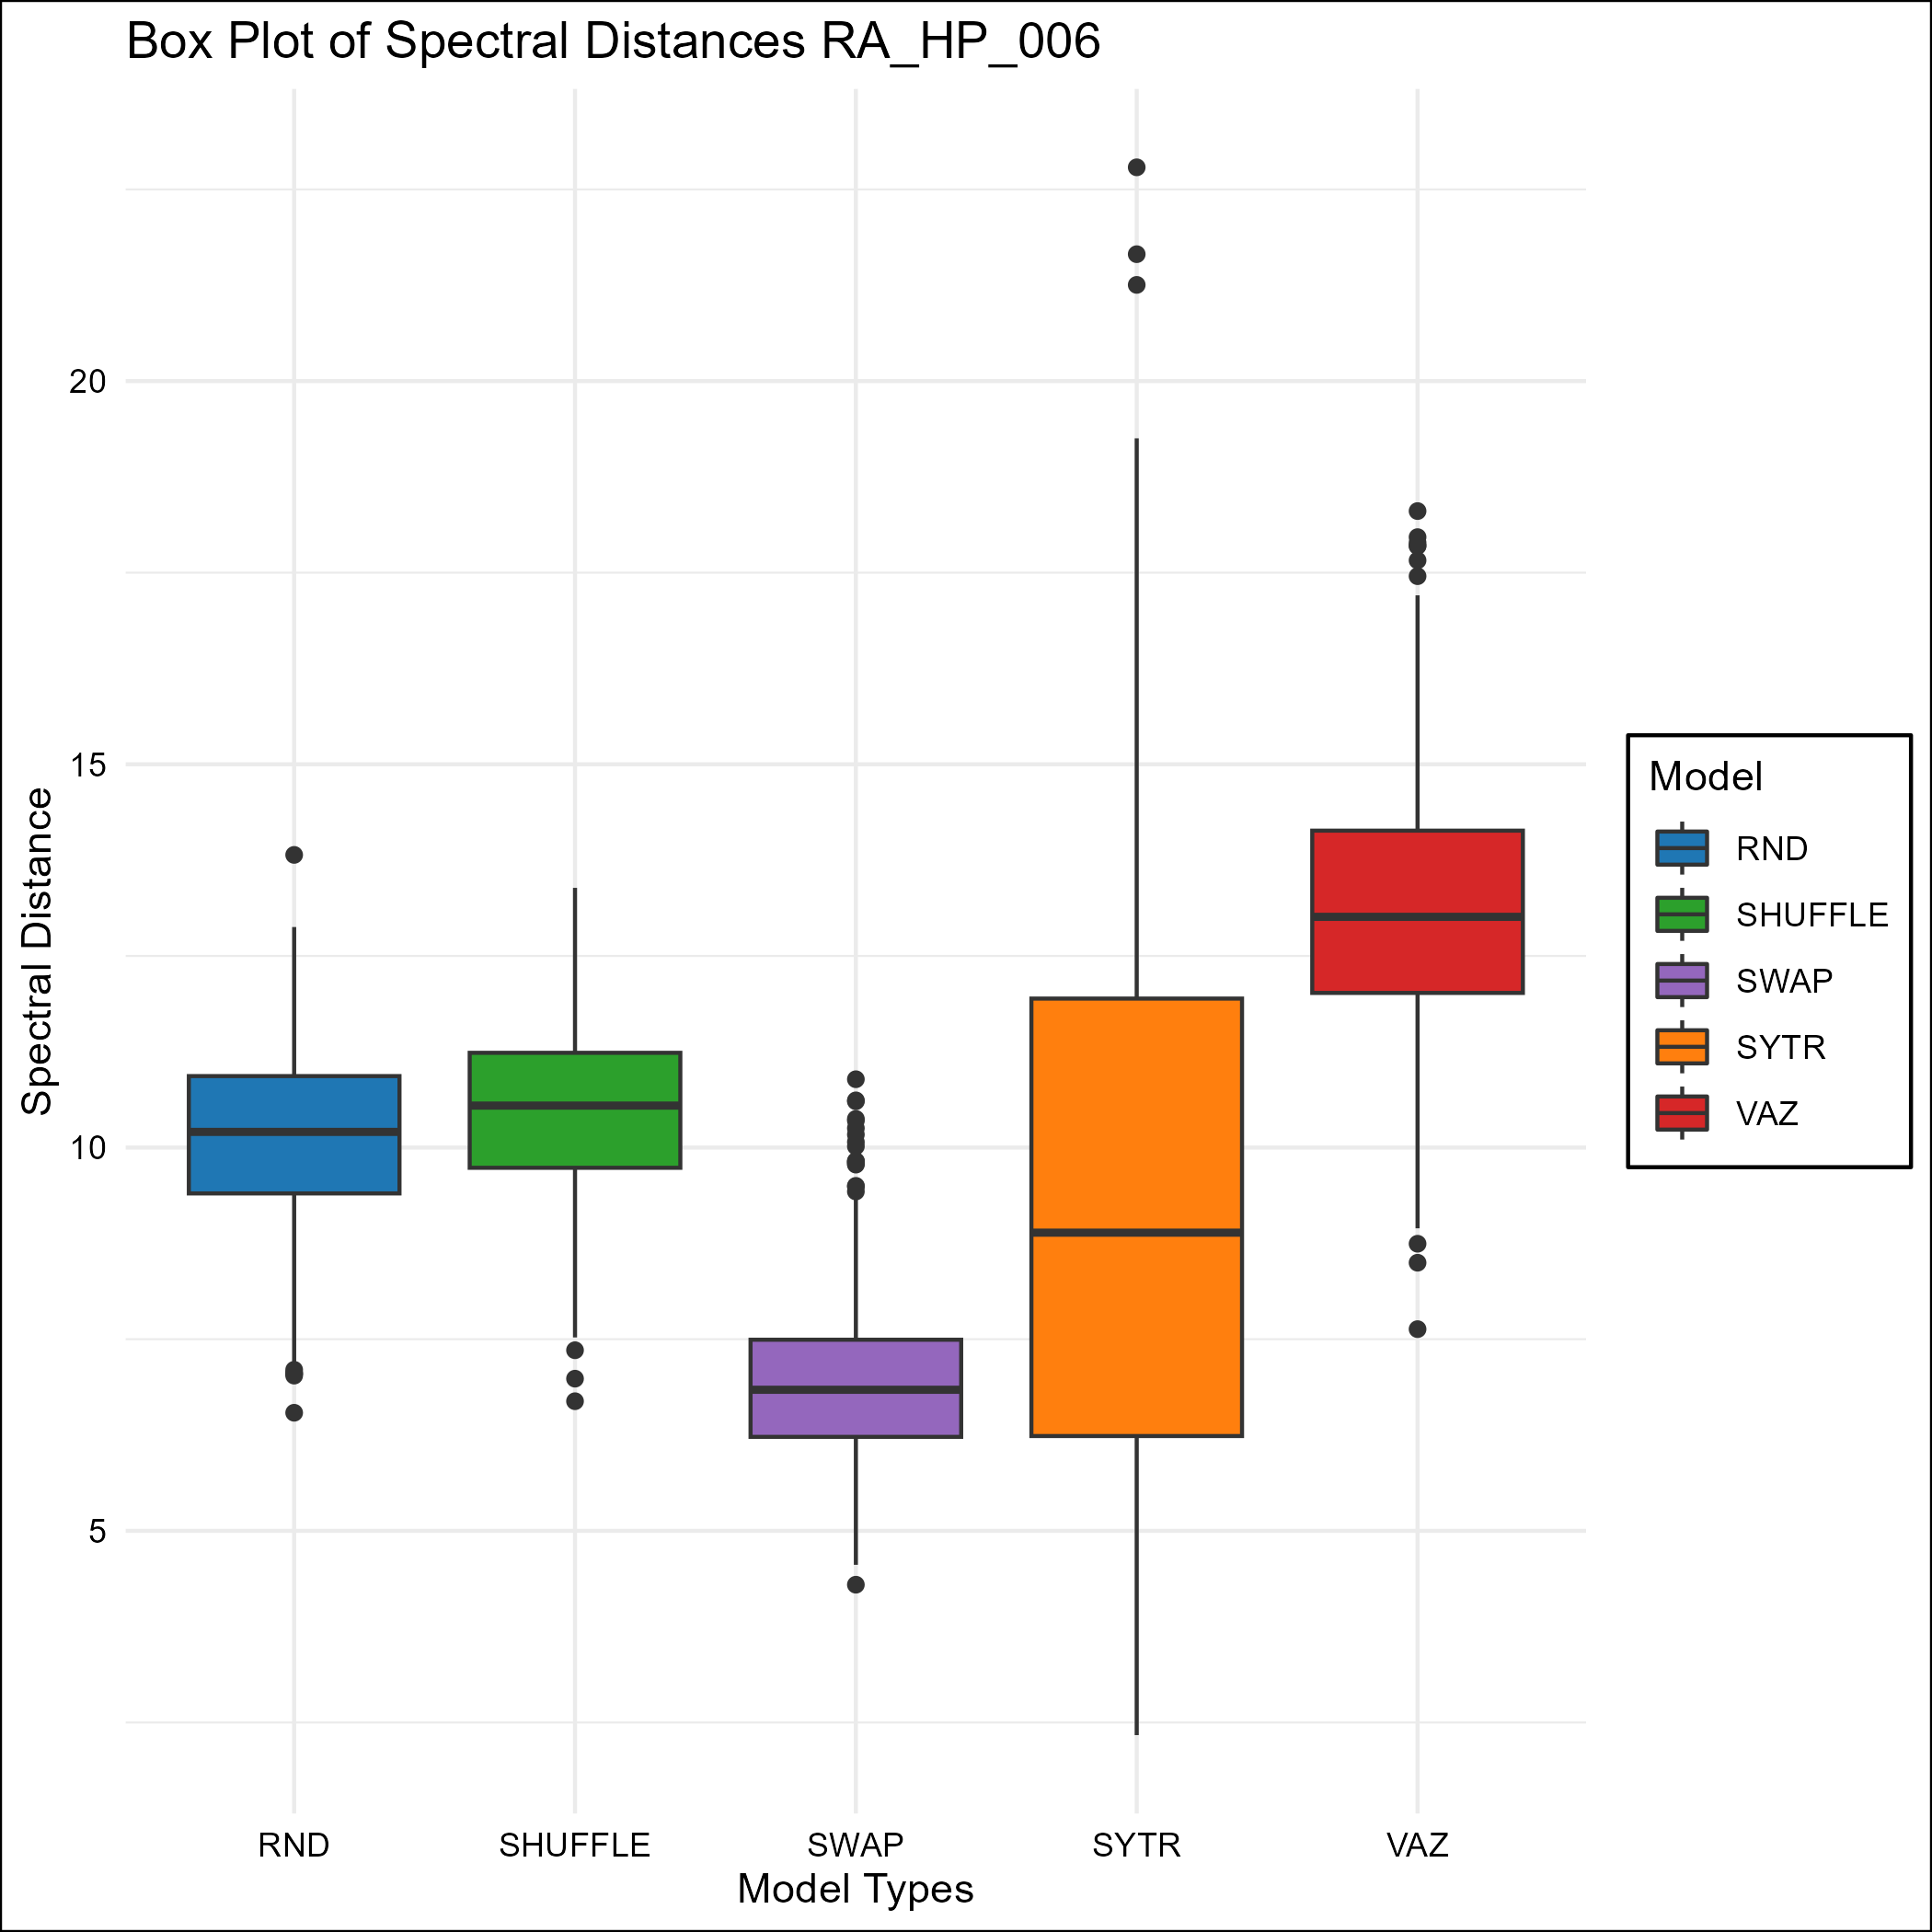 Box Plot of Spectral Distances RA_HP_006
Spectral Distance
20
15
10
5
RND
SHUFFLE
SWAP
SYTR
VAZ
Model Types
Model
RND
SHUFFLE
SWAP
SYTR
VAZ